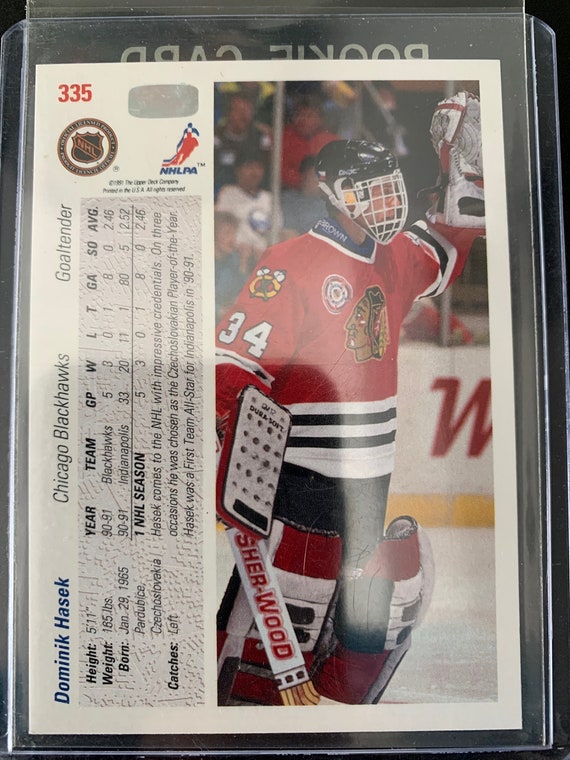 ROOKIE CARD
335
NHL
®
NHLPA™
©1991 The Upper Deck Company
Printed in the U.S.A. All rights reserved.
Dominik Hasek
Chicago Blackhawks
Goaltender
Height: 5'11"
Weight: 165 lbs.
Born: Jan. 29, 1965
Pardubice,
Czechoslovakia
Catches: Left
YEAR TEAM GP W L T GA SO AVG.
90-91 Blackhawks 5 3 0 1 8 0 2.46
90-91 Indianapolis 33 20 11 1 80 5 2.52
1 NHL SEASON 5 3 0 1 8 0 2.46
Hasek comes to the NHL with impressive credentials. On three
occasions he was chosen as the Czechoslovakian Player-of-the-Year.
Hasek was a First Team All-Star for Indianapolis in '90-91.
BROWN
34
SHER-WOOD
W